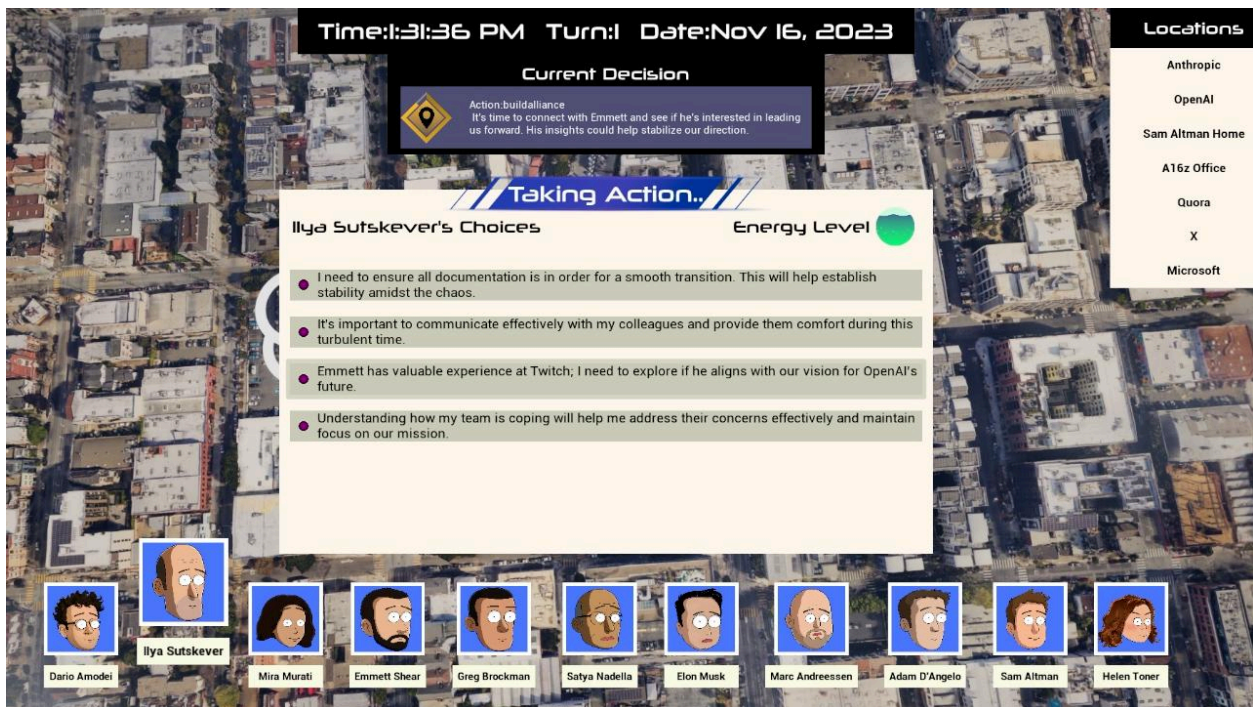 Time:1:31:36 PM Turn:1 Date:Nov 16, 2023
Locations
Anthropic
OpenAI
Sam Altman Home
A16z Office
Quora
X
Microsoft
Current Decision
Action:buildalliance
It's time to connect with Emmett and see if he's interested in leading
us forward. His insights could help stabilize our direction.
Taking Action..
Ilya Sutskever's Choices
Energy Level
I need to ensure all documentation is in order for a smooth transition. This will help establish
stability amidst the chaos.
It's important to communicate effectively with my colleagues and provide them comfort during this
turbulent time.
Emmett has valuable experience at Twitch; I need to explore if he aligns with our vision for OpenAI's
future.
Understanding how my team is coping will help me address their concerns effectively and maintain
focus on our mission.
Dario Amodei
Ilya Sutskever
Mira Murati
Emmett Shear
Greg Brockman
Satya Nadella
Elon Musk
Marc Andreessen
Adam D'Angelo
Sam Altman
Helen Toner